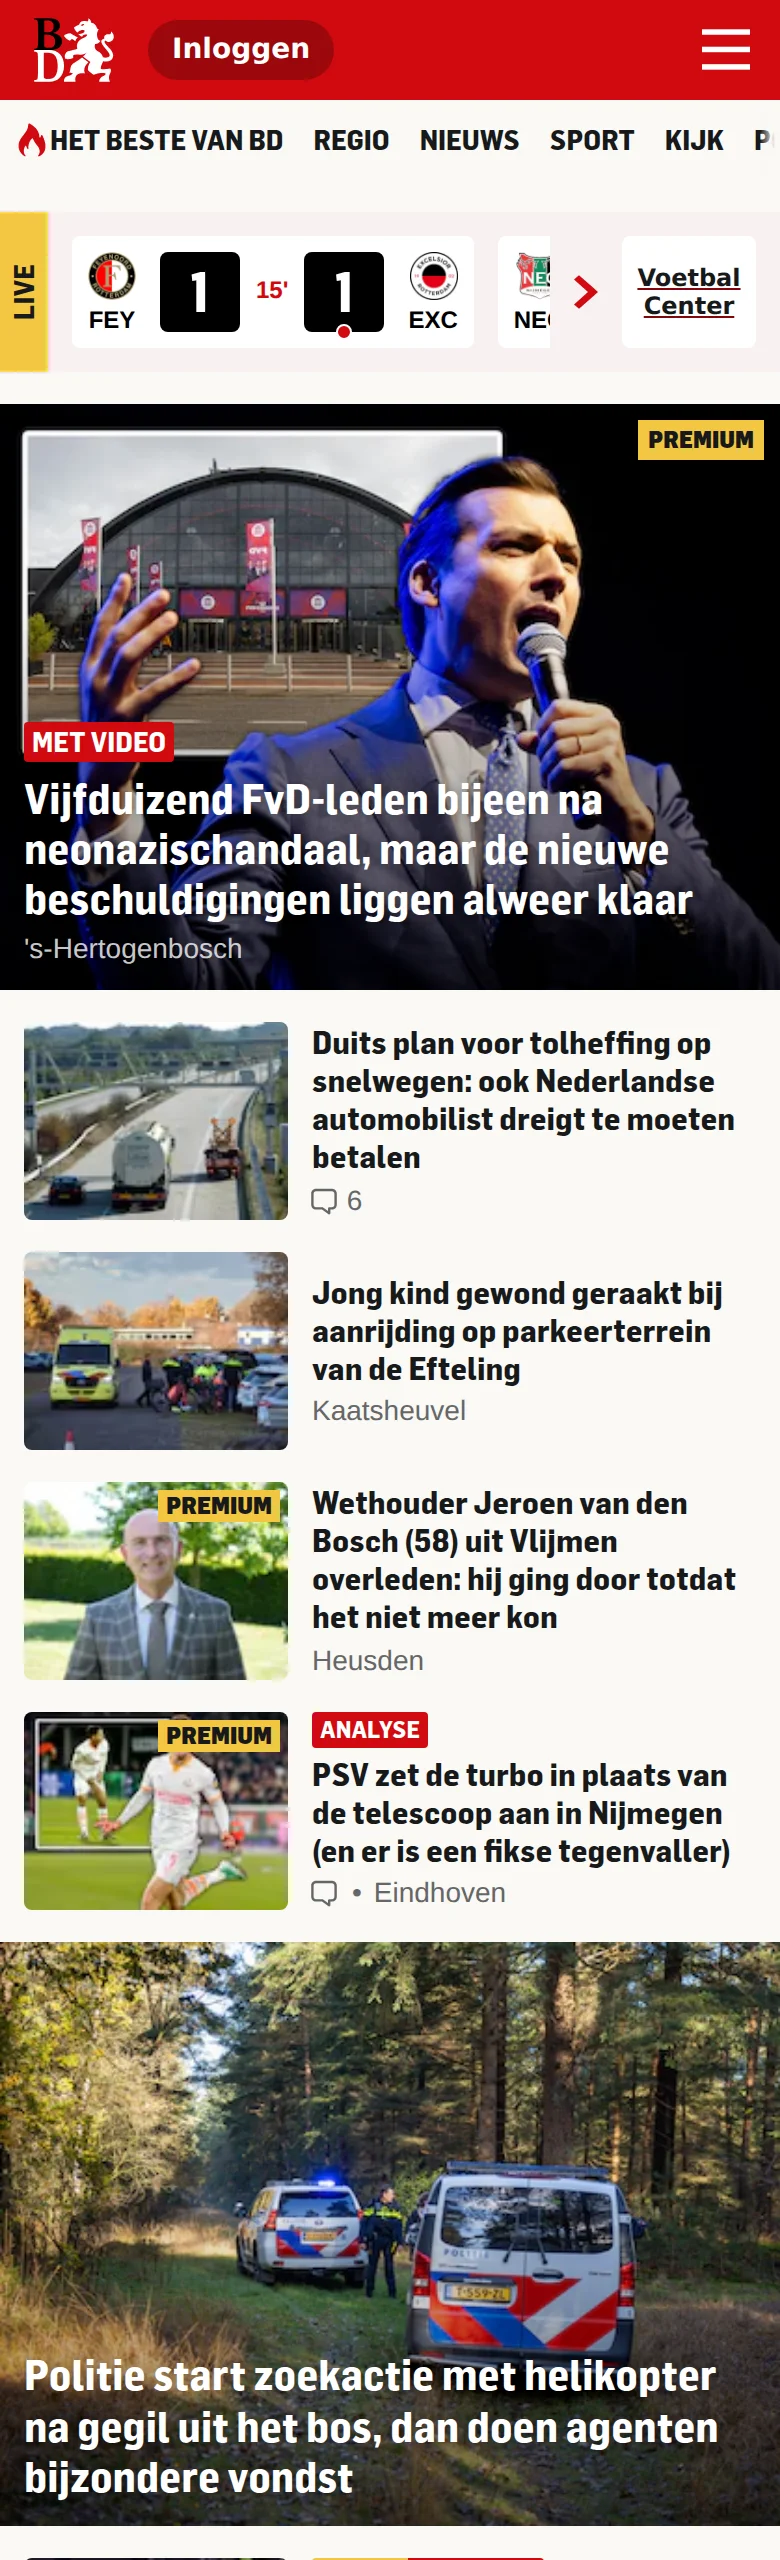 BD
Inloggen
HET BESTE VAN BD REGIO NIEUWS SPORT KIJK
LIVE
FEY
1
15'
1
EXC
NEC
Voetbal
Center
PREMIUM
MET VIDEO
Vijfduizend FvD-leden bijeen na
neonazischandaal, maar de nieuwe
beschuldigingen liggen alweer klaar
's-Hertogenbosch
Duits plan voor tolheffing op
snelwegen: ook Nederlandse
automobilist dreigt te moeten
betalen
6
Jong kind gewond geraakt bij
aanrijding op parkeerterrein
van de Efteling
Kaatsheuvel
PREMIUM
Wethouder Jeroen van den
Bosch (58) uit Vlijmen
overleden: hij ging door totdat
het niet meer kon
Heusden
PREMIUM
ANALYSE
PSV zet de turbo in plaats van
de telescoop aan in Nijmegen
(en er is een fikse tegenvaller)
• Eindhoven
Politie start zoekactie met helikopter
na gegil uit het bos, dan doen agenten
bijzondere vondst